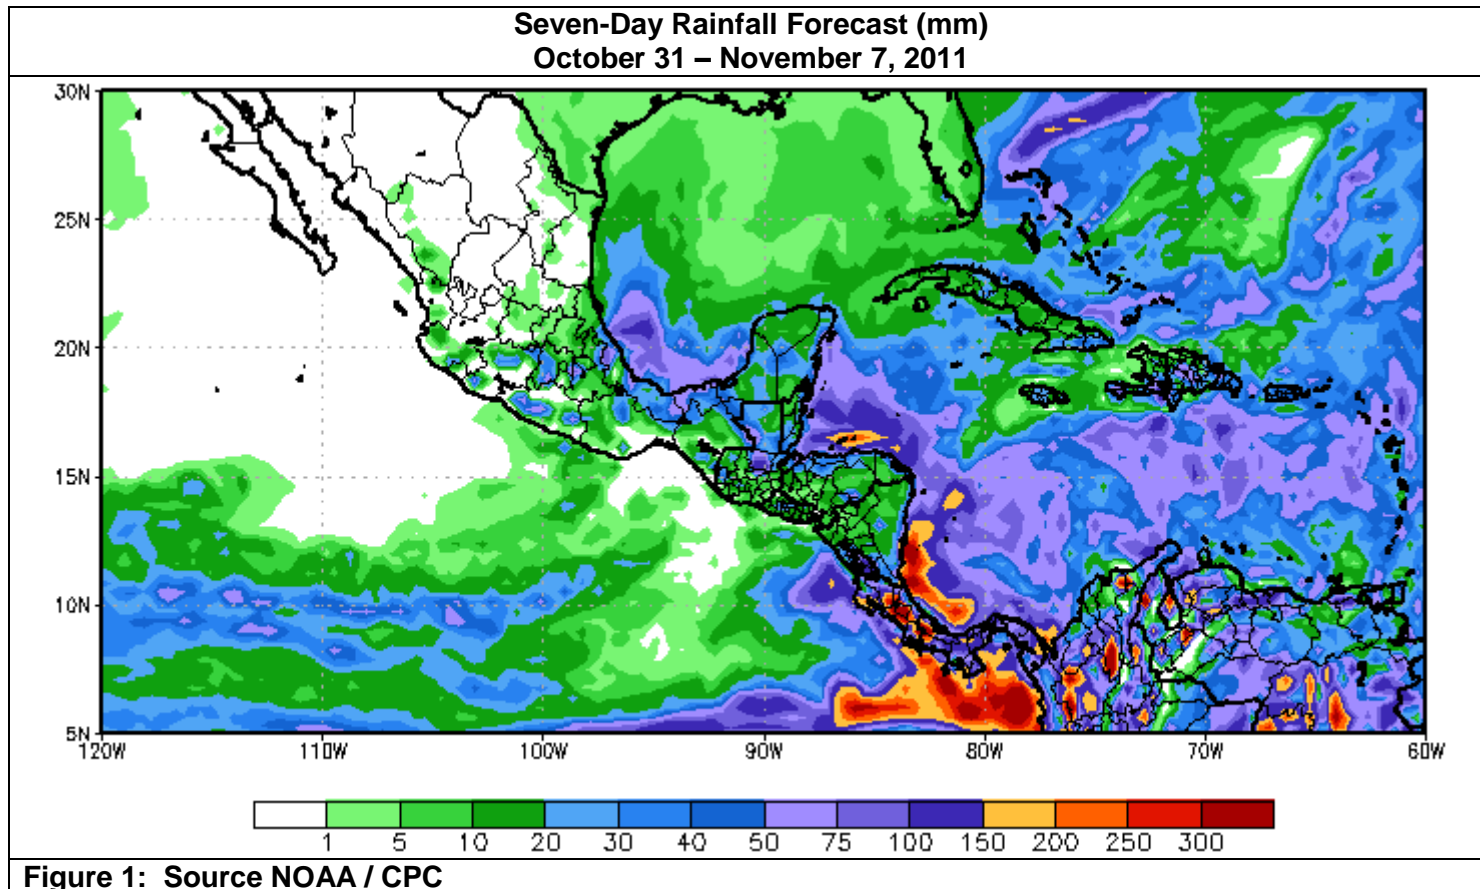 Seven-Day Rainfall Forecast (mm)
October 31 – November 7, 2011
30N
25N
20N
15N
10N
5N
120W 110W 100W 90W 80W 70W 60W
1 5 10 20 30 40 50 75 100 150 200 250 300
Figure 1: Source NOAA / CPC